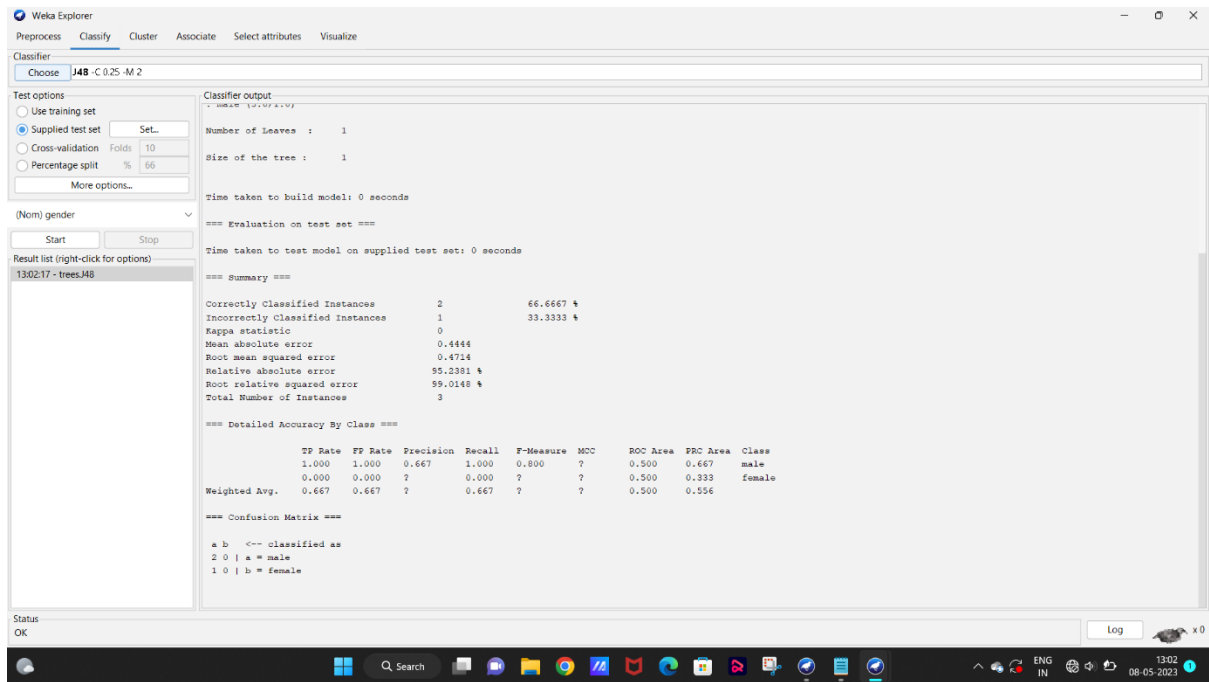 Weka Explorer
Preprocess Classify Cluster Associate Select attributes Visualize
Classifier
Choose J48 -C 0.25 -M 2
Test options
Use training set
Supplied test set Set...
Cross-validation Folds 10
Percentage split % 66
More options...
(Nom) gender
Start Stop
Result list (right-click for options)
13:02:17 - trees.J48
Classifier output
: male (3.0/1.0)
Number of Leaves : 1
Size of the tree : 1
Time taken to build model: 0 seconds
=== Evaluation on test set ===
Time taken to test model on supplied test set: 0 seconds
=== Summary ===
Correctly Classified Instances 2 66.6667 %
Incorrectly Classified Instances 1 33.3333 %
Kappa statistic 0
Mean absolute error 0.4444
Root mean squared error 0.4714
Relative absolute error 95.2381 %
Root relative squared error 99.0148 %
Total Number of Instances 3
=== Detailed Accuracy By Class ===
TP Rate FP Rate Precision Recall F-Measure MCC ROC Area PRC Area Class
1.000 1.000 0.667 1.000 0.800 ? 0.500 0.667 male
0.000 0.000 ? 0.000 ? ? 0.500 0.333 female
Weighted Avg. 0.667 0.667 ? 0.667 ? ? 0.500 0.556
=== Confusion Matrix ===
a b <-- classified as
2 0 | a = male
1 0 | b = female
Status
OK
Log x 0
Search
ENG
IN
13:02
08-05-2023
1